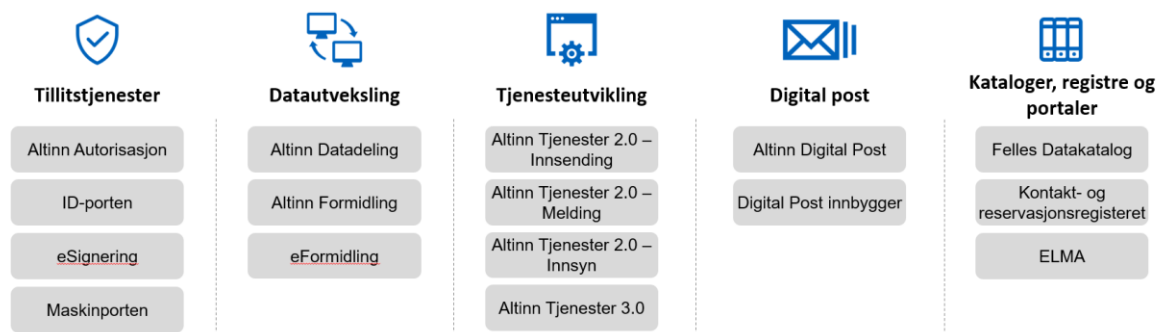 Tillitstjenester
Altinn Autorisasjon
ID-porten
eSignering
Maskinporten
Datautveksling
Altinn Datadeling
Altinn Formidling
eFormidling
Tjenesteutvikling
Altinn Tjenester 2.0 –
Innsending
Altinn Tjenester 2.0 –
Melding
Altinn Tjenester 2.0 –
Innsyn
Altinn Tjenester 3.0
Digital post
Altinn Digital Post
Digital Post innbygger
Kataloger, registre og
portaler
Felles Datakatalog
Kontakt- og
reservasjonsregisteret
ELMA